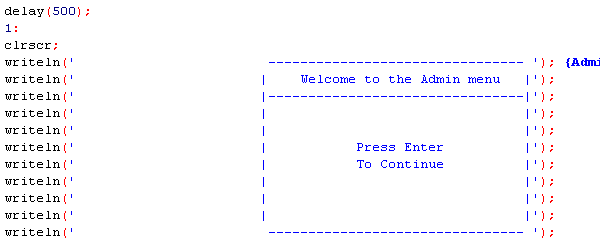 delay(500);
1:
clrscr;
writeln('                         -------------------------------- '); {Admi
writeln('                        |    Welcome to the Admin menu   |');
writeln('                        |--------------------------------|');
writeln('                        |                                |');
writeln('                        |                                |');
writeln('                        |           Press Enter          |');
writeln('                        |           To Continue          |');
writeln('                        |                                |');
writeln('                        |                                |');
writeln('                        |                                |');
writeln('                         -------------------------------- ');